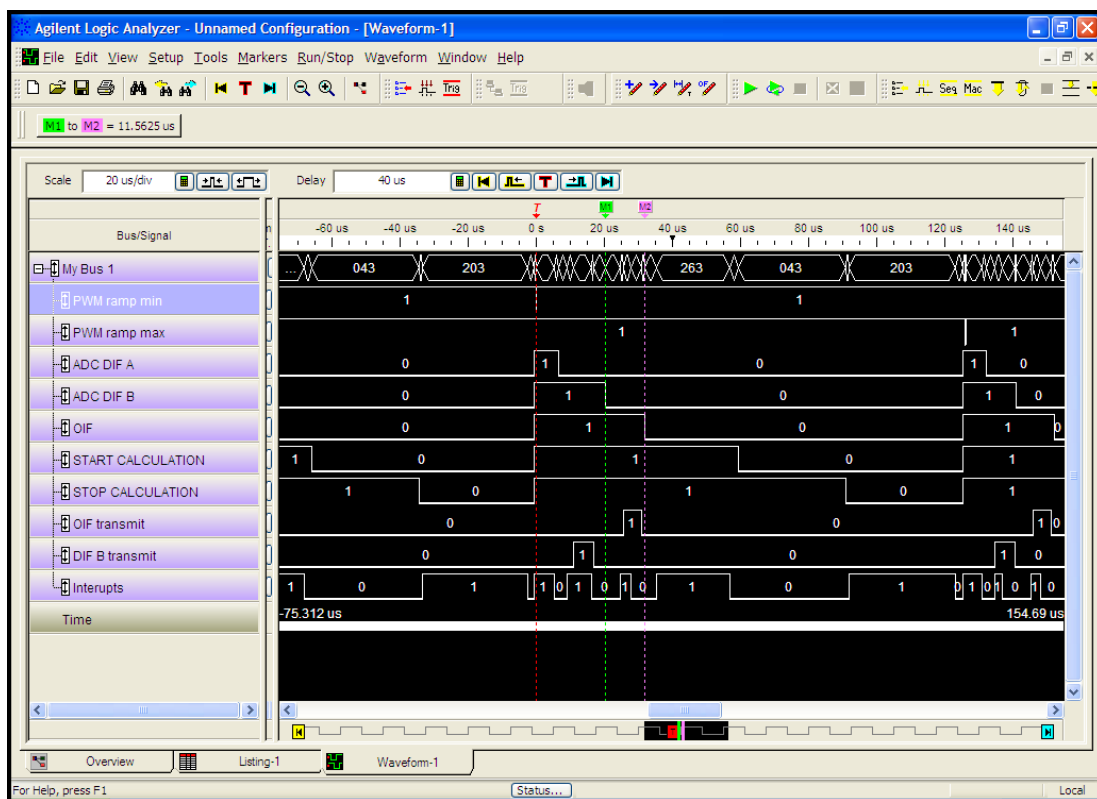 Agilent Logic Analyzer - Unnamed Configuration - [Waveform-1]
File Edit View Setup Tools Markers Run/Stop Waveform Window Help
Trig Trig Seq Mac
M1 to M2 = 11.5625 us
Scale 20 us/div Delay 40 us T
T M1 M2
Bus/Signal -60 us -40 us -20 us 0 s 20 us 40 us 60 us 80 us 100 us 120 us 140 us
My Bus 1 ... 043 203 263 043 203
PWM ramp min 1 1
PWM ramp max 1 1
ADC DIF A 0 1 0 1 0
ADC DIF B 0 1 0 1 0
OIF 0 1 0 1 0
START CALCULATION 1 0 1 0 1
STOP CALCULATION 1 0 1 0 1
OIF transmit 0 1 0 1 0
DIF B transmit 0 1 0 1 0
Interupts 1 0 1 1 0 1 0 1 0 1 0 1 0 1 0 1 0 1 0
Time -75.312 us 154.69 us
Overview Listing-1 Waveform-1
For Help, press F1 Status... Local